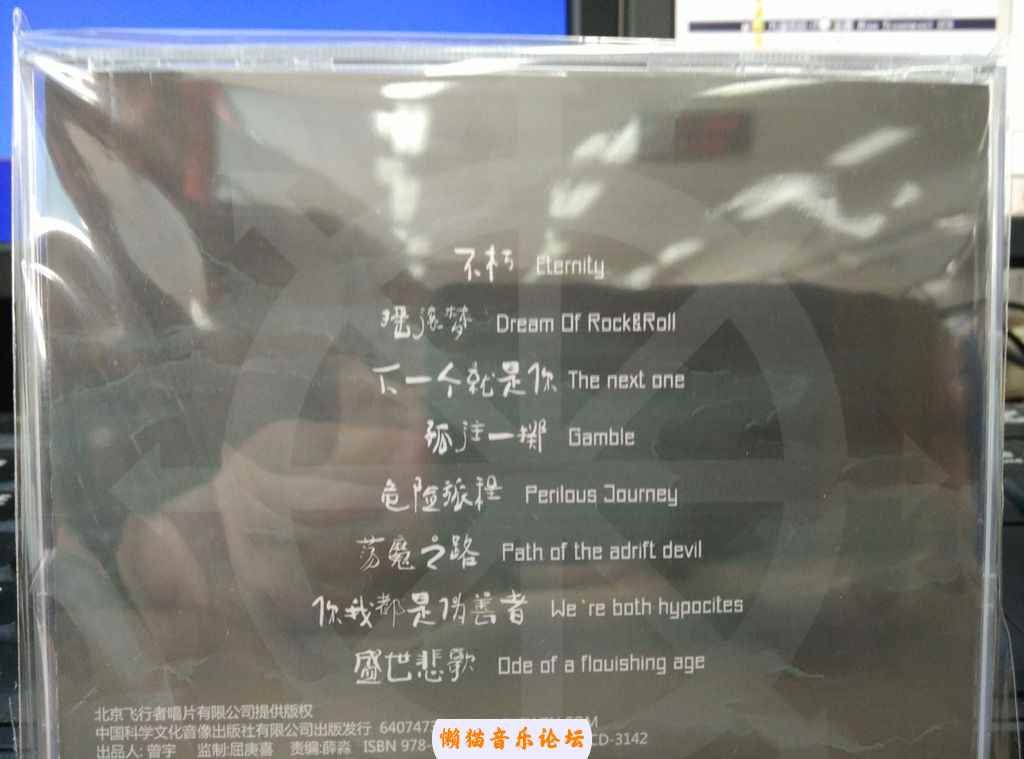 不朽 Eternity
摇滚梦 Dream Of Rock&Roll
下一个就是你 The next one
孤注一掷 Gamble
危险旅程 Perilous Journey
荡魔之路 Path of the adrift devil
你我都是伪善者 We're both hypocites
盛世悲歌 Ode of a flouishing age
北京飞行者唱片有限公司提供版权
中国科学文化音像出版社有限公司出版发行 640747
出品人: 曾宇 监制:屈庚喜 责编:薛淼 ISBN 978- CD-3142
懒猫音乐论坛